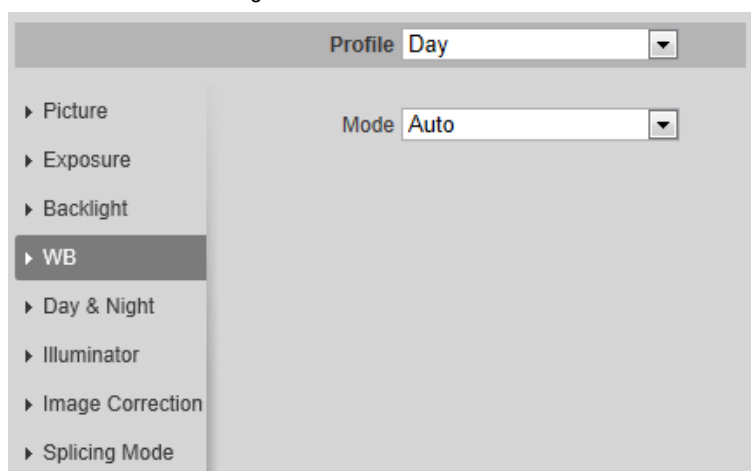 Profile Day
Mode Auto
Picture
Exposure
Backlight
WB
Day & Night
Illuminator
Image Correction
Splicing Mode